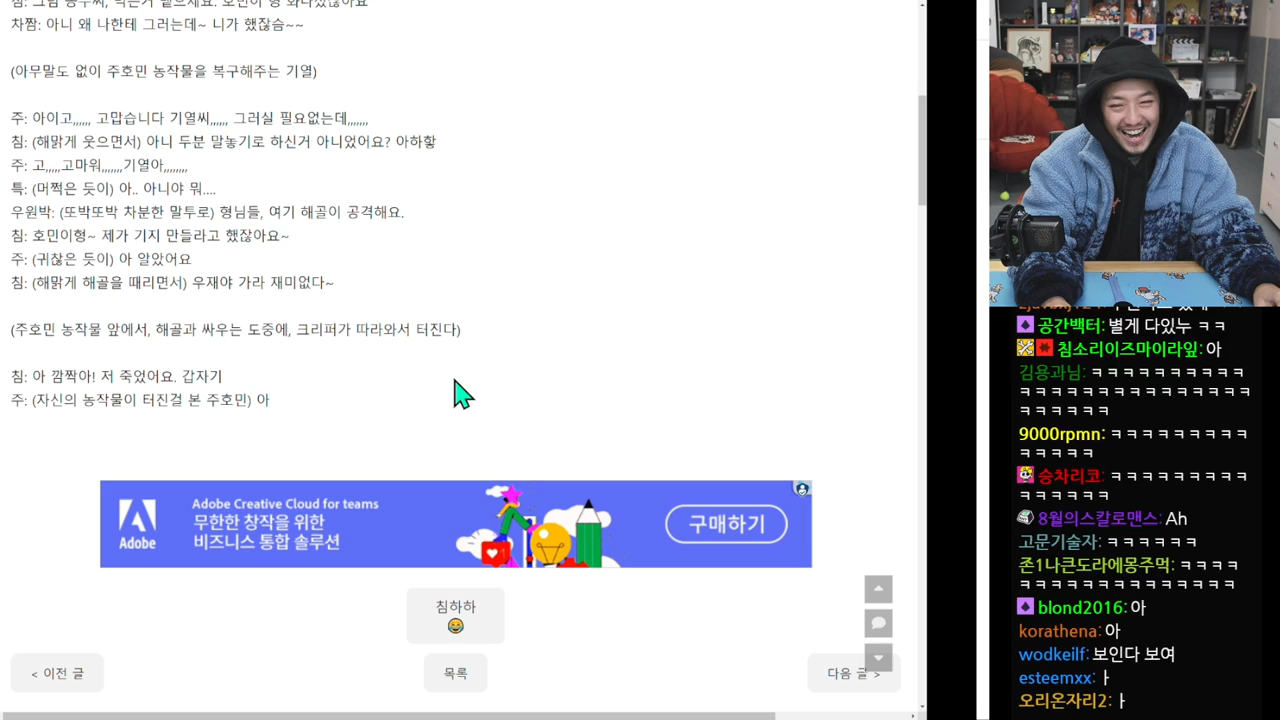 차짬: 아니 왜 나한테 그러는데~ 니가 했잖슴~~
(아무말도 없이 주호민 농작물을 복구해주는 기열)
주: 아이고,,,,,, 고맙습니다 기열씨,,,,,, 그러실 필요없는데,,,,,,,
침: (해맑게 웃으면서) 아니 두분 말놓기로 하신거 아니었어요? 아하핳
주: 고,,,,,고마워,,,,,,,기열아,,,,,,,,
특: (머쩍은 듯이) 아.. 아니야 뭐....
우원박: (또박또박 차분한 말투로) 형님들, 여기 해골이 공격해요.
침: 호민이형~ 제가 기지 만들라고 했잖아요~
주: (귀찮은 듯이) 아 알았어요
침: (해맑게 해골을 때리면서) 우재야 가라 재미없다~
(주호민 농작물 앞에서, 해골과 싸우는 도중에, 크리퍼가 따라와서 터진다)
침: 아 깜짝아! 저 죽었어요. 갑자기
주: (자신의 농작물이 터진걸 본 주호민) 아
Adobe
Adobe Creative Cloud for teams
무한한 창작을 위한
비즈니스 통합 솔루션
구매하기
침하하
< 이전 글
목록
다음 글 >
공간백터: 별게 다있누 ㅋㅋ
침소리이즈마이라잎: 아
김용과님: ㅋㅋㅋㅋㅋㅋㅋㅋㅋㅋ
ㅋㅋㅋㅋㅋㅋㅋㅋㅋㅋㅋㅋㅋㅋㅋ
ㅋㅋㅋㅋㅋㅋ
9000rpmn: ㅋㅋㅋㅋㅋㅋㅋㅋㅋ
ㅋㅋㅋㅋㅋ
승차리코: ㅋㅋㅋㅋㅋㅋㅋㅋㅋ
ㅋㅋㅋㅋㅋㅋ
8월의스칼로맨스: Ah
고문기술자: ㅋㅋㅋㅋㅋㅋ
존1나큰도라에몽주먹: ㅋㅋㅋㅋ
ㅋㅋㅋㅋㅋㅋㅋㅋㅋㅋㅋㅋㅋㅋ
blond2016: 아
korathena: 아
wodkeilf: 보인다 보여
esteemxx: ㅏ
오리온자리2: ㅏ